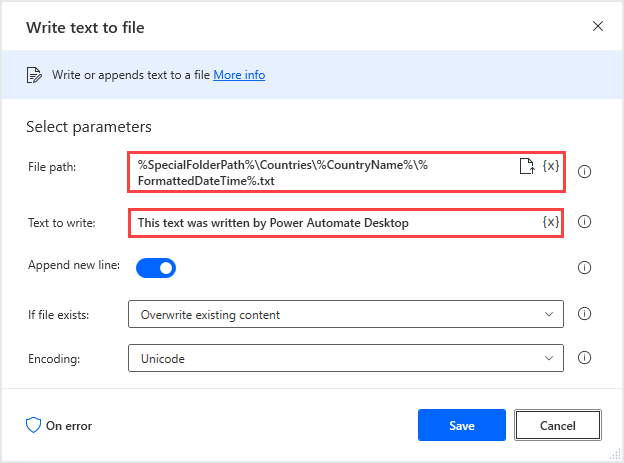 Write text to file
Write or appends text to a file More info
Select parameters
File path:
%SpecialFolderPath%\Countries\%CountryName%\%
FormattedDateTime%.txt
{x}
Text to write:
This text was written by Power Automate Desktop
{x}
Append new line:
If file exists:
Overwrite existing content
Encoding:
Unicode
On error
Save
Cancel